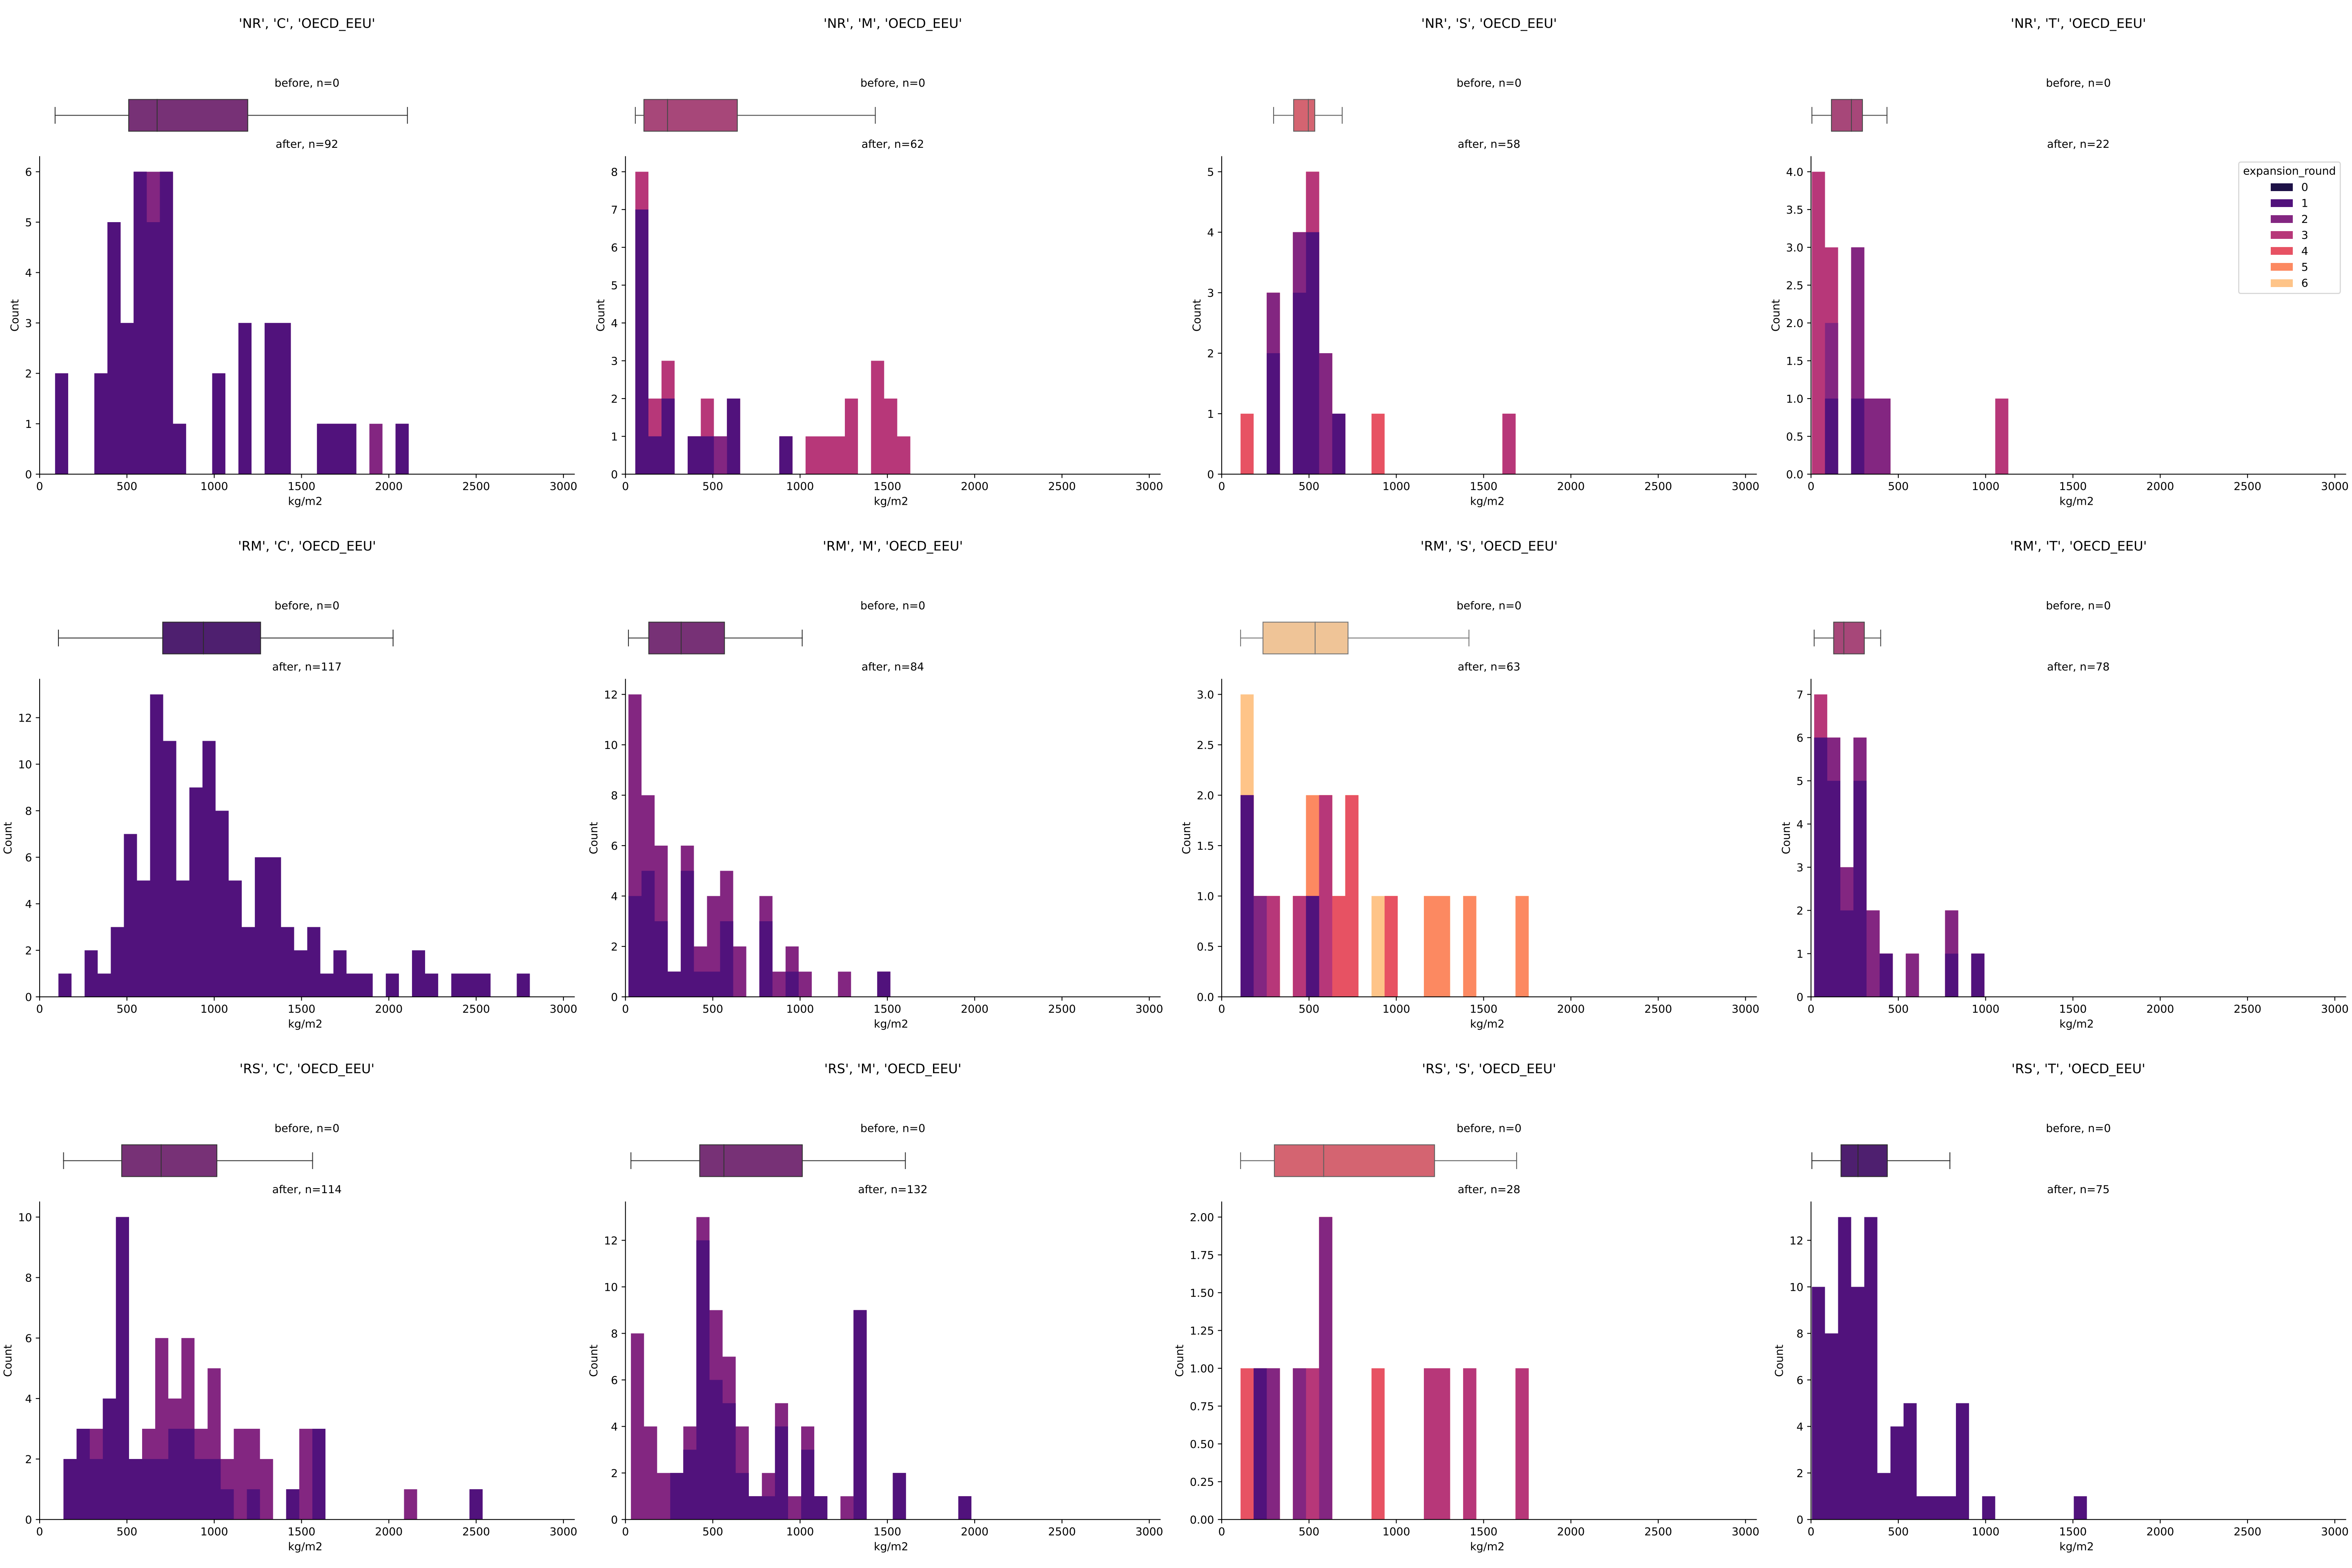 'NR', 'C', 'OECD_EEU'
before, n=0
after, n=92
6
5
4
3
2
1
0
Count
0 500 1000 1500 2000 2500 3000
kg/m2
'NR', 'M', 'OECD_EEU'
before, n=0
after, n=62
8
7
6
5
4
3
2
1
0
Count
0 500 1000 1500 2000 2500 3000
kg/m2
'NR', 'S', 'OECD_EEU'
before, n=0
after, n=58
5
4
3
2
1
0
Count
0 500 1000 1500 2000 2500 3000
kg/m2
'NR', 'T', 'OECD_EEU'
before, n=0
after, n=22
4.0
3.5
3.0
2.5
2.0
1.5
1.0
0.5
0.0
Count
0 500 1000 1500 2000 2500 3000
kg/m2
expansion_round
0
1
2
3
4
5
6
'RM', 'C', 'OECD_EEU'
before, n=0
after, n=117
12
10
8
6
4
2
0
Count
0 500 1000 1500 2000 2500 3000
kg/m2
'RM', 'M', 'OECD_EEU'
before, n=0
after, n=84
12
10
8
6
4
2
0
Count
0 500 1000 1500 2000 2500 3000
kg/m2
'RM', 'S', 'OECD_EEU'
before, n=0
after, n=63
3.0
2.5
2.0
1.5
1.0
0.5
0.0
Count
0 500 1000 1500 2000 2500 3000
kg/m2
'RM', 'T', 'OECD_EEU'
before, n=0
after, n=78
7
6
5
4
3
2
1
0
Count
0 500 1000 1500 2000 2500 3000
kg/m2
'RS', 'C', 'OECD_EEU'
before, n=0
after, n=114
10
8
6
4
2
0
Count
0 500 1000 1500 2000 2500 3000
kg/m2
'RS', 'M', 'OECD_EEU'
before, n=0
after, n=132
12
10
8
6
4
2
0
Count
0 500 1000 1500 2000 2500 3000
kg/m2
'RS', 'S', 'OECD_EEU'
before, n=0
after, n=28
2.00
1.75
1.50
1.25
1.00
0.75
0.50
0.25
0.00
Count
0 500 1000 1500 2000 2500 3000
kg/m2
'RS', 'T', 'OECD_EEU'
before, n=0
after, n=75
12
10
8
6
4
2
0
Count
0 500 1000 1500 2000 2500 3000
kg/m2